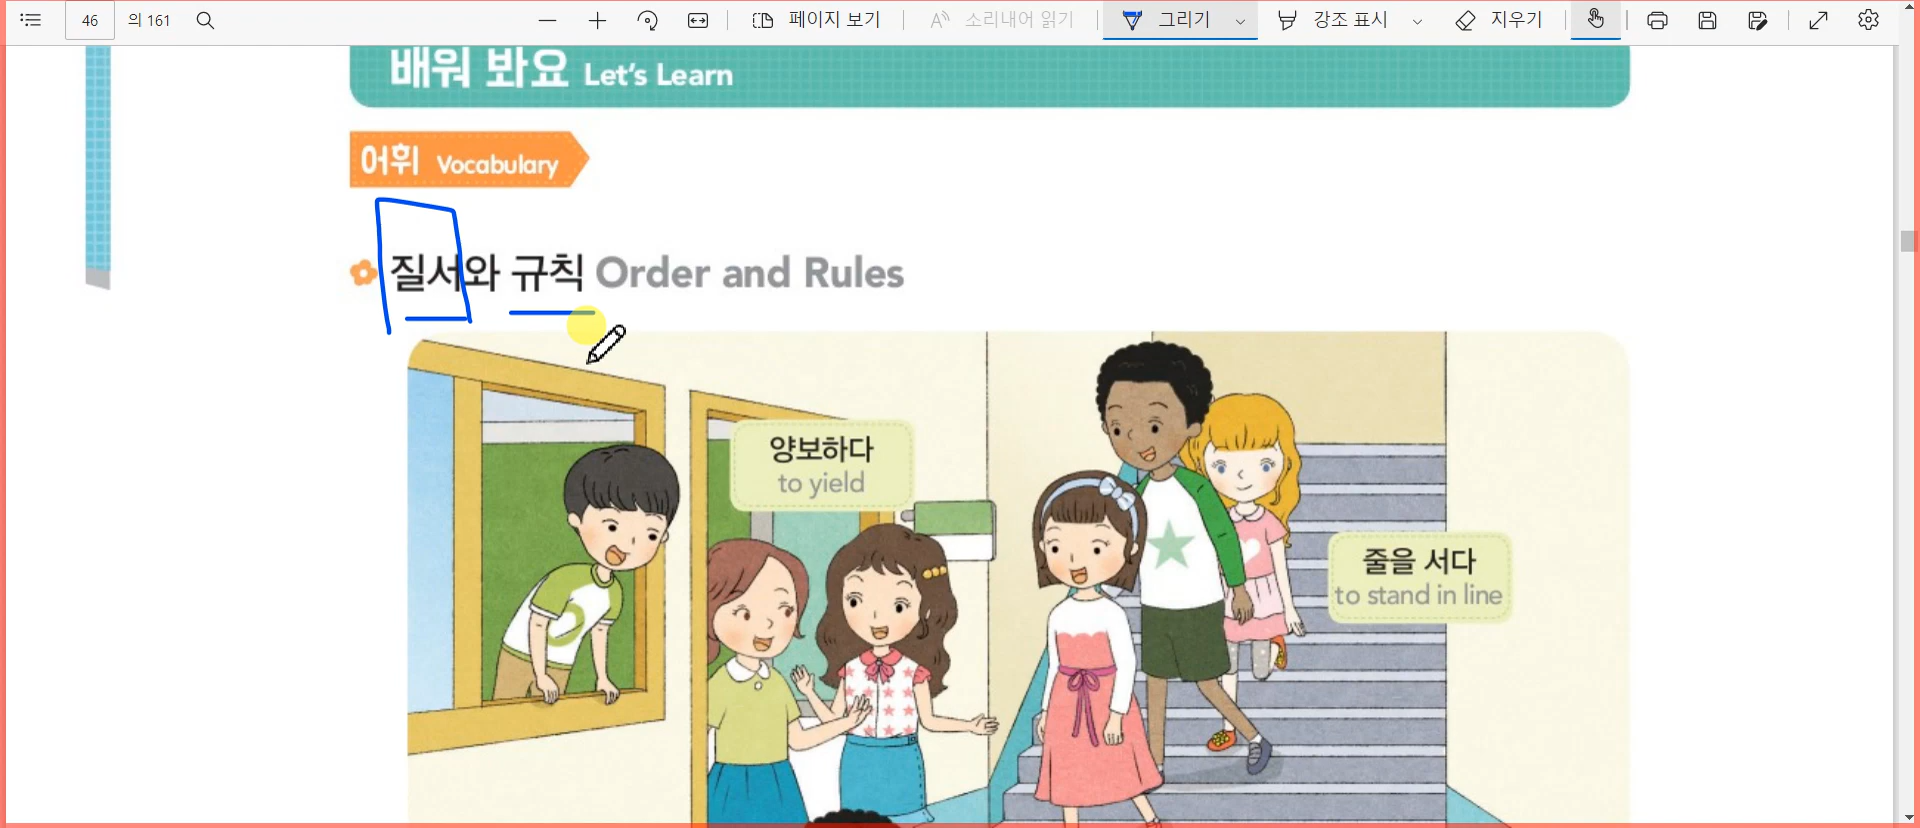 46 의 161 페이지 보기 소리내어 읽기 그리기 강조 표시 지우기
배워 봐요 Let's Learn
어휘 Vocabulary
질서와 규칙 Order and Rules
양보하다
to yield
줄을 서다
to stand in line